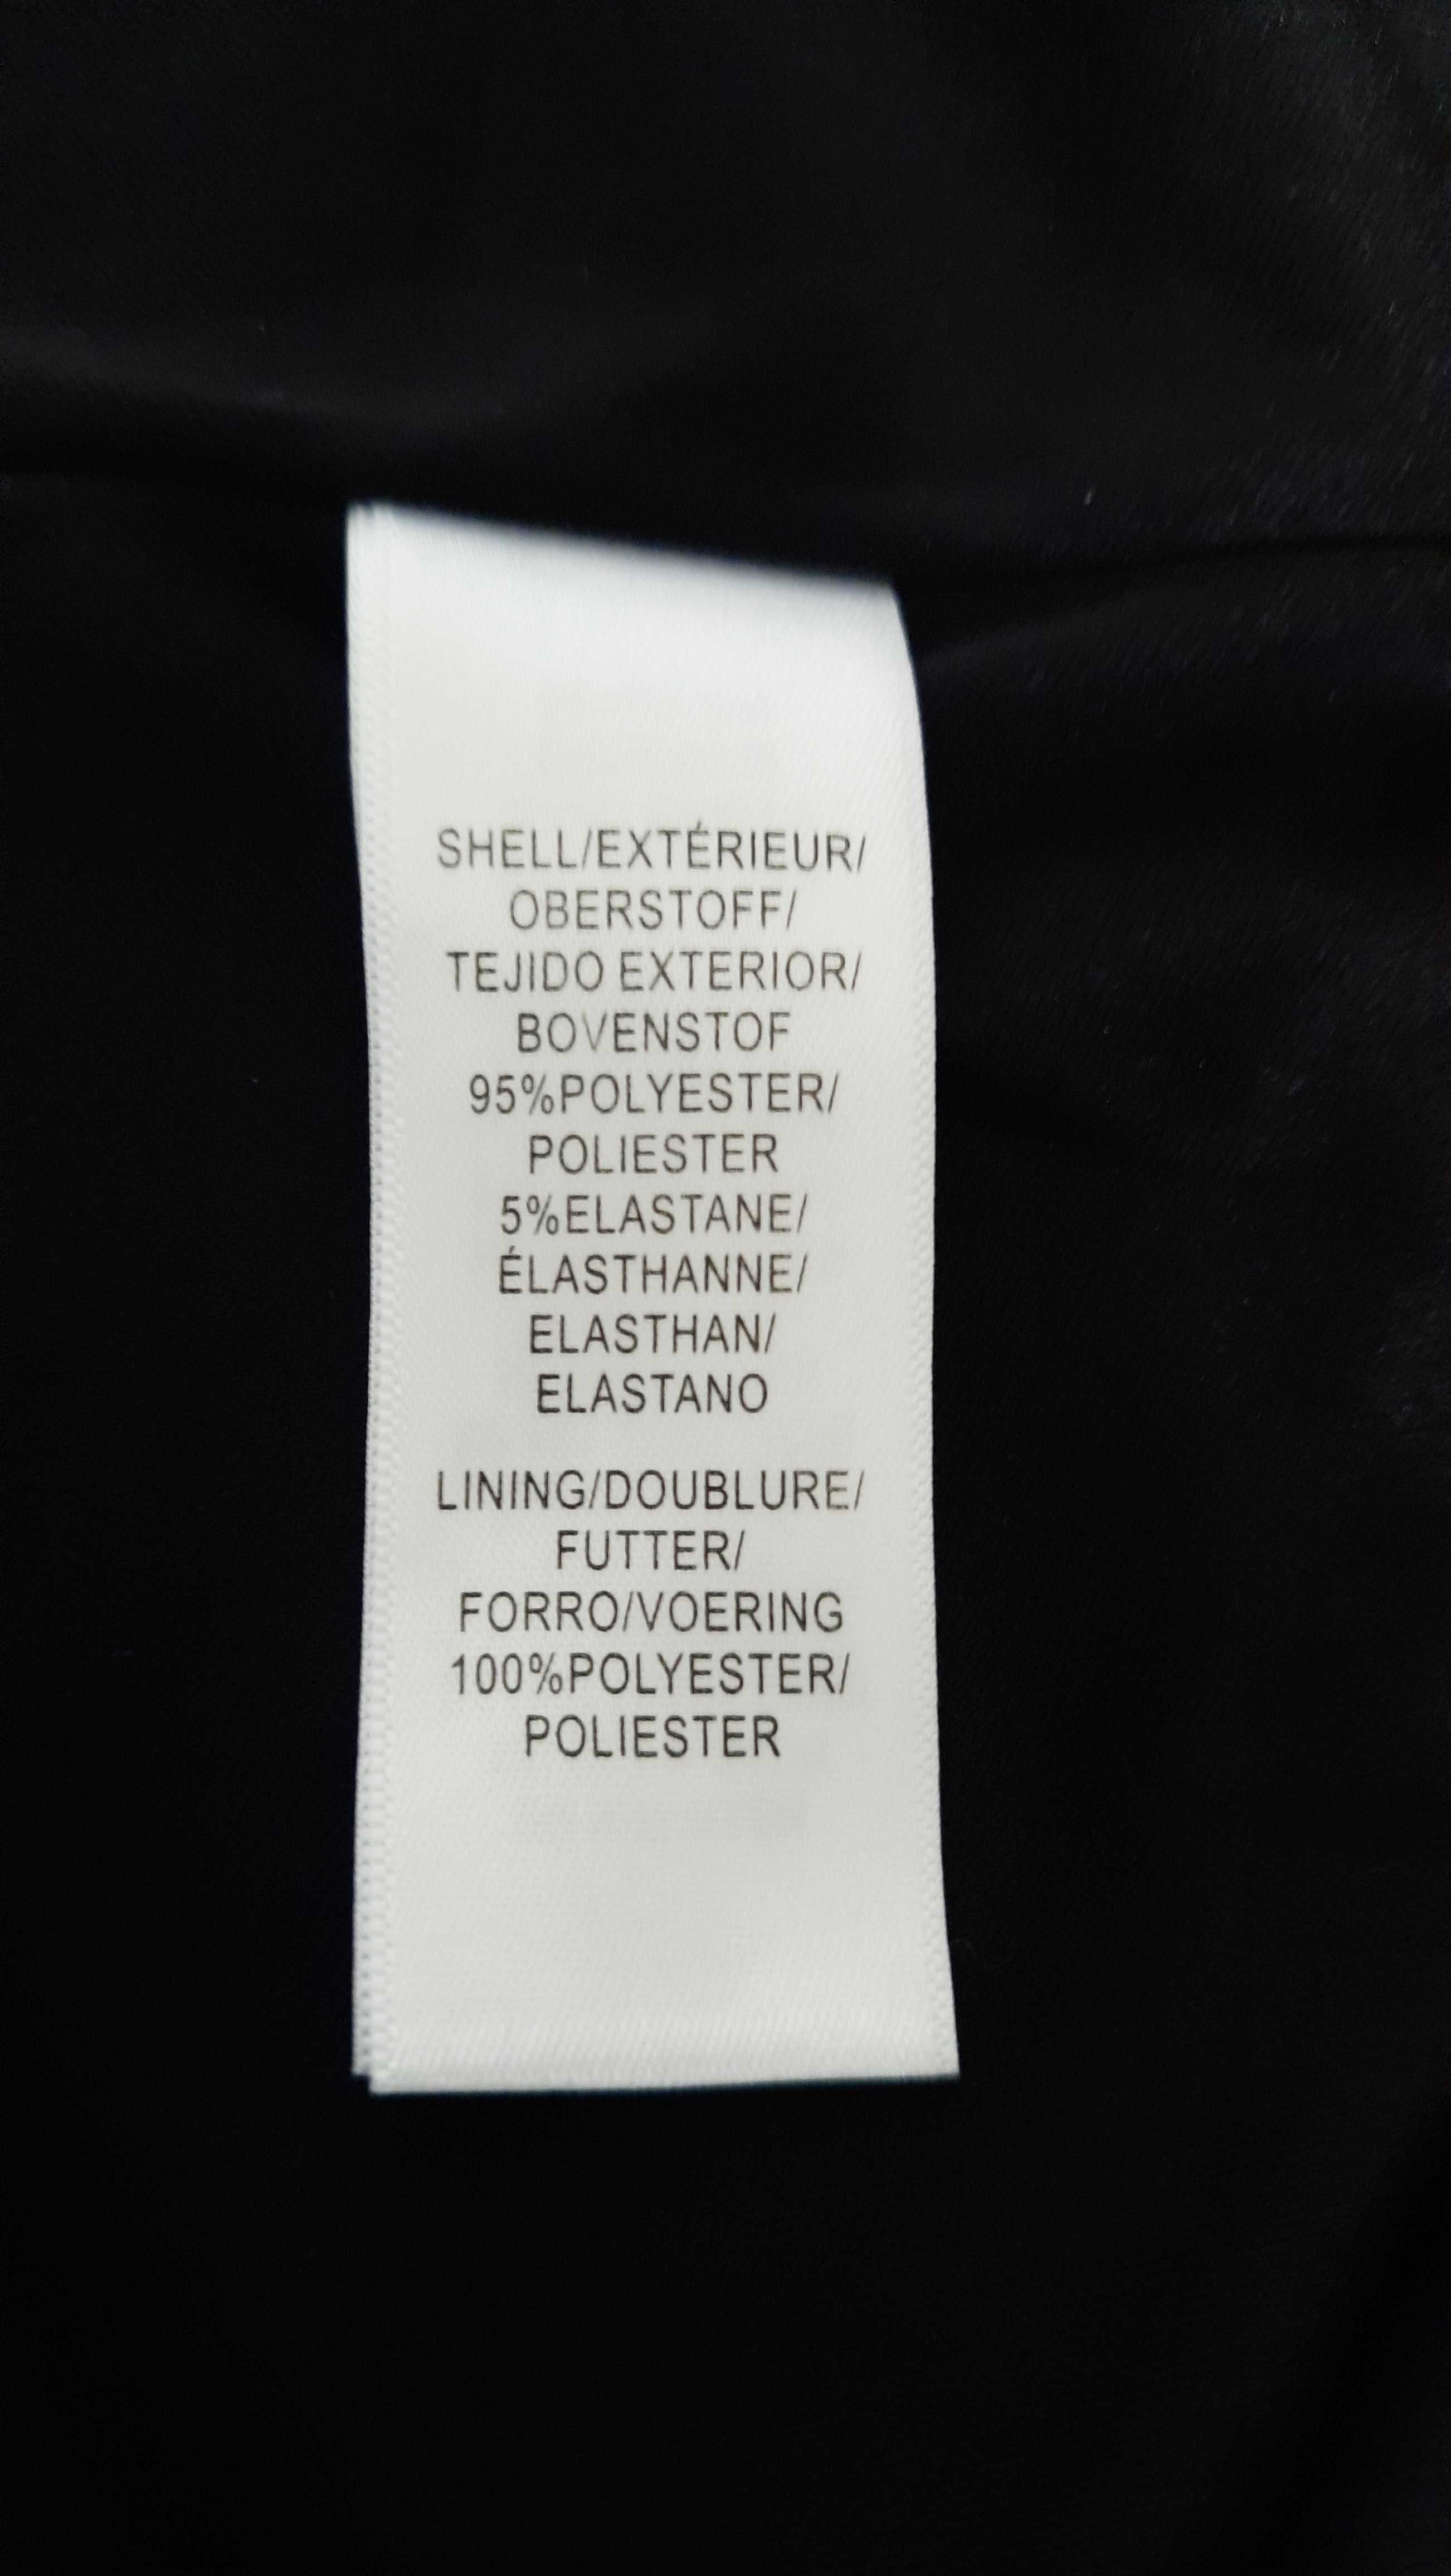 SHELL/EXTÉRIEUR/
OBERSTOFF/
TEJIDO EXTERIOR/
BOVENSTOF
95%POLYESTER/
POLIESTER
5%ELASTANE/
ÉLASTHANNE/
ELASTHAN/
ELASTANO
LINING/DOUBLURE/
FUTTER/
FORRO/VOERING
100%POLYESTER/
POLIESTER